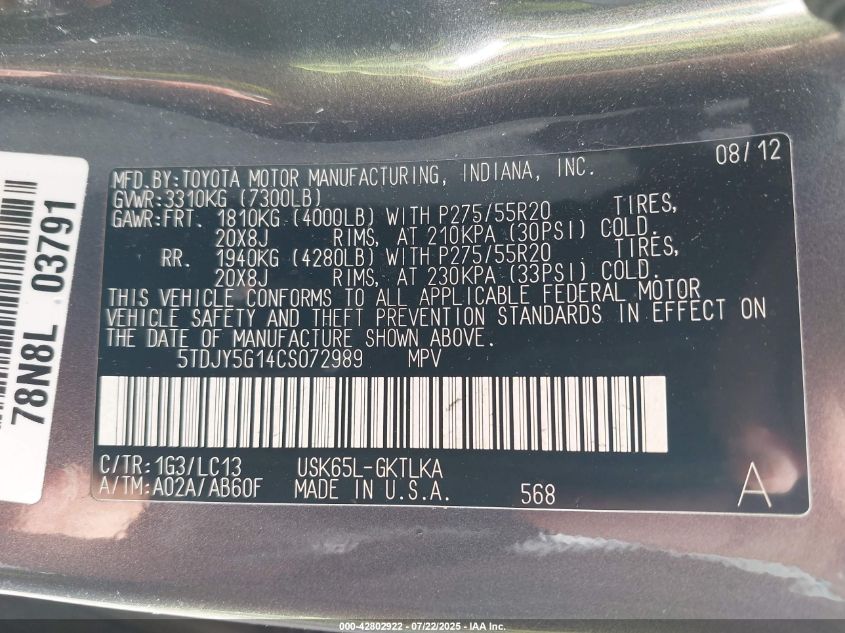 MFD.BY:TOYOTA MOTOR MANUFACTURING, INDIANA, INC. 08/12
GVWR:3310KG (7300LB)
GAWR:FRT. 1810KG (4000LB) WITH P275/55R20 TIRES,
20X8J RIMS, AT 210KPA (30PSI) COLD.
RR. 1940KG (4280LB) WITH P275/55R20 TIRES,
20X8J RIMS, AT 230KPA (33PSI) COLD.
THIS VEHICLE CONFORMS TO ALL APPLICABLE FEDERAL MOTOR
VEHICLE SAFETY AND THEFT PREVENTION STANDARDS IN EFFECT ON
THE DATE OF MANUFACTURE SHOWN ABOVE.
5TDJY5G14CS072989 MPV
C/TR:1G3/LC13 USK65L-GKTLKA
A/TM:A02A/AB60F MADE IN U.S.A. 568 A
78N8L 03791
000-42802922 - 07/22/2025 - IAA Inc.